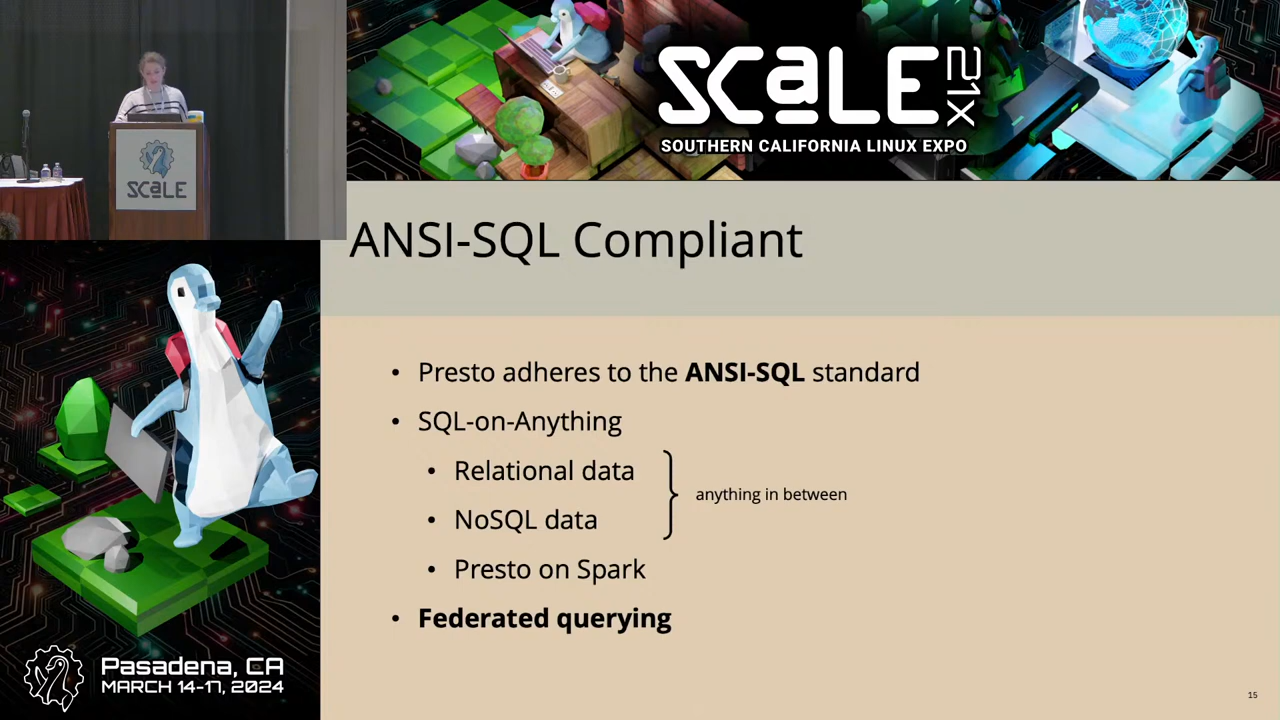 SCaLE 21X
SOUTHERN CALIFORNIA LINUX EXPO
SCaLE
ANSI-SQL Compliant
• Presto adheres to the ANSI-SQL standard
• SQL-on-Anything
• Relational data
• NoSQL data
anything in between
• Presto on Spark
• Federated querying
Pasadena, CA
MARCH 14-17, 2024
15